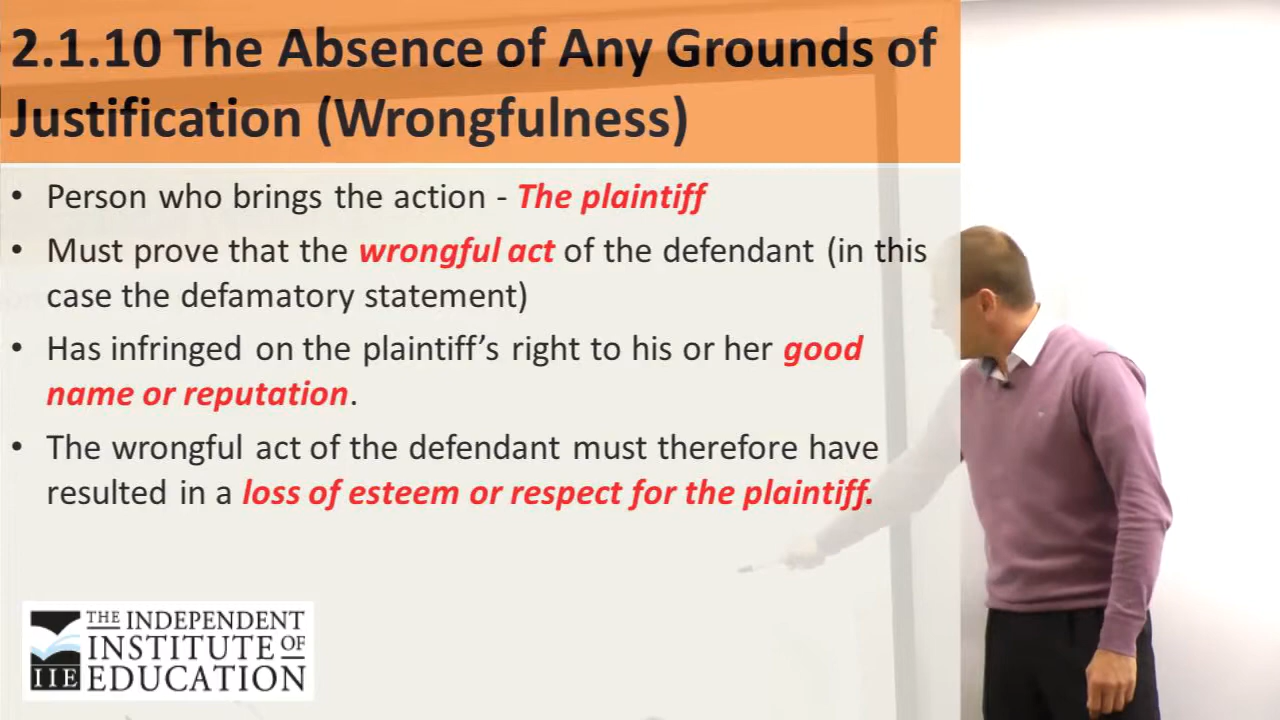 2.1.10 The Absence of Any Grounds of
Justification (Wrongfulness)
• Person who brings the action - The plaintiff
• Must prove that the wrongful act of the defendant (in this
case the defamatory statement)
• Has infringed on the plaintiff's right to his or her good
name or reputation.
• The wrongful act of the defendant must therefore have
resulted in a loss of esteem or respect for the plaintiff.
THE INDEPENDENT
INSTITUTE OF
IIE EDUCATION